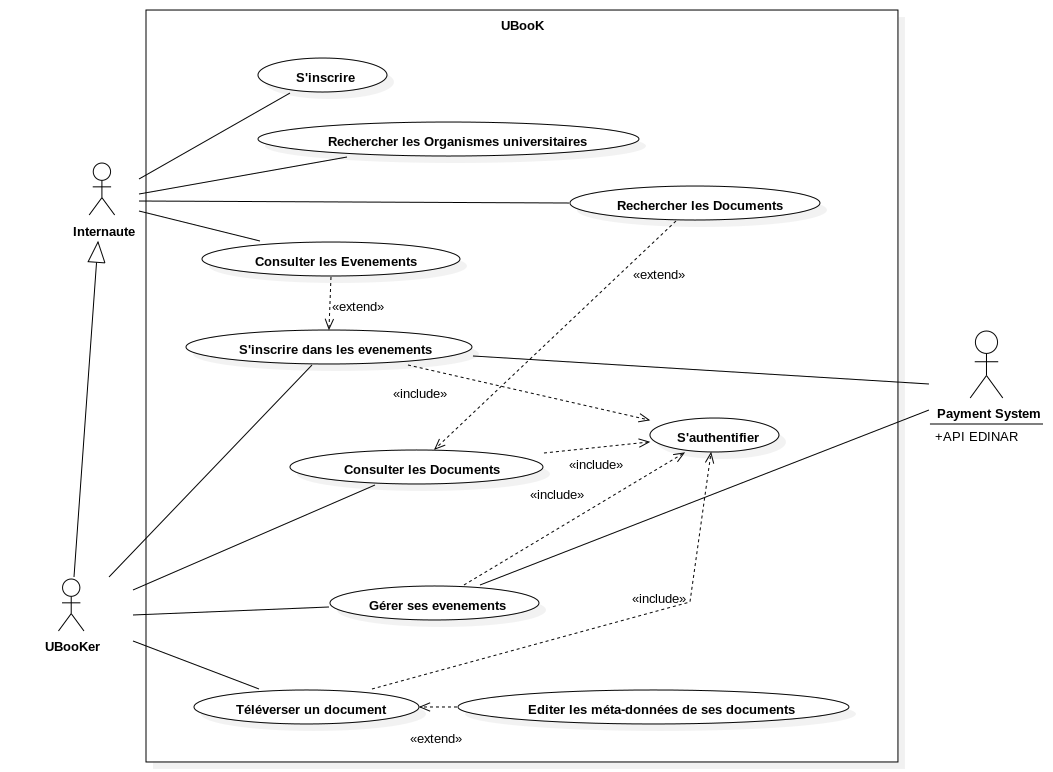 UBooK
S'inscrire
Rechercher les Organismes universitaires
Rechercher les Documents
Internaute
Consulter les Evenements
«extend»
«extend»
S'inscrire dans les evenements
«include»
Payment System
+API EDINAR
S'authentifier
Consulter les Documents
«include»
«include»
Gérer ses evenements
«include»
UBooKer
Téléverser un document
Editer les méta-données de ses documents
«extend»